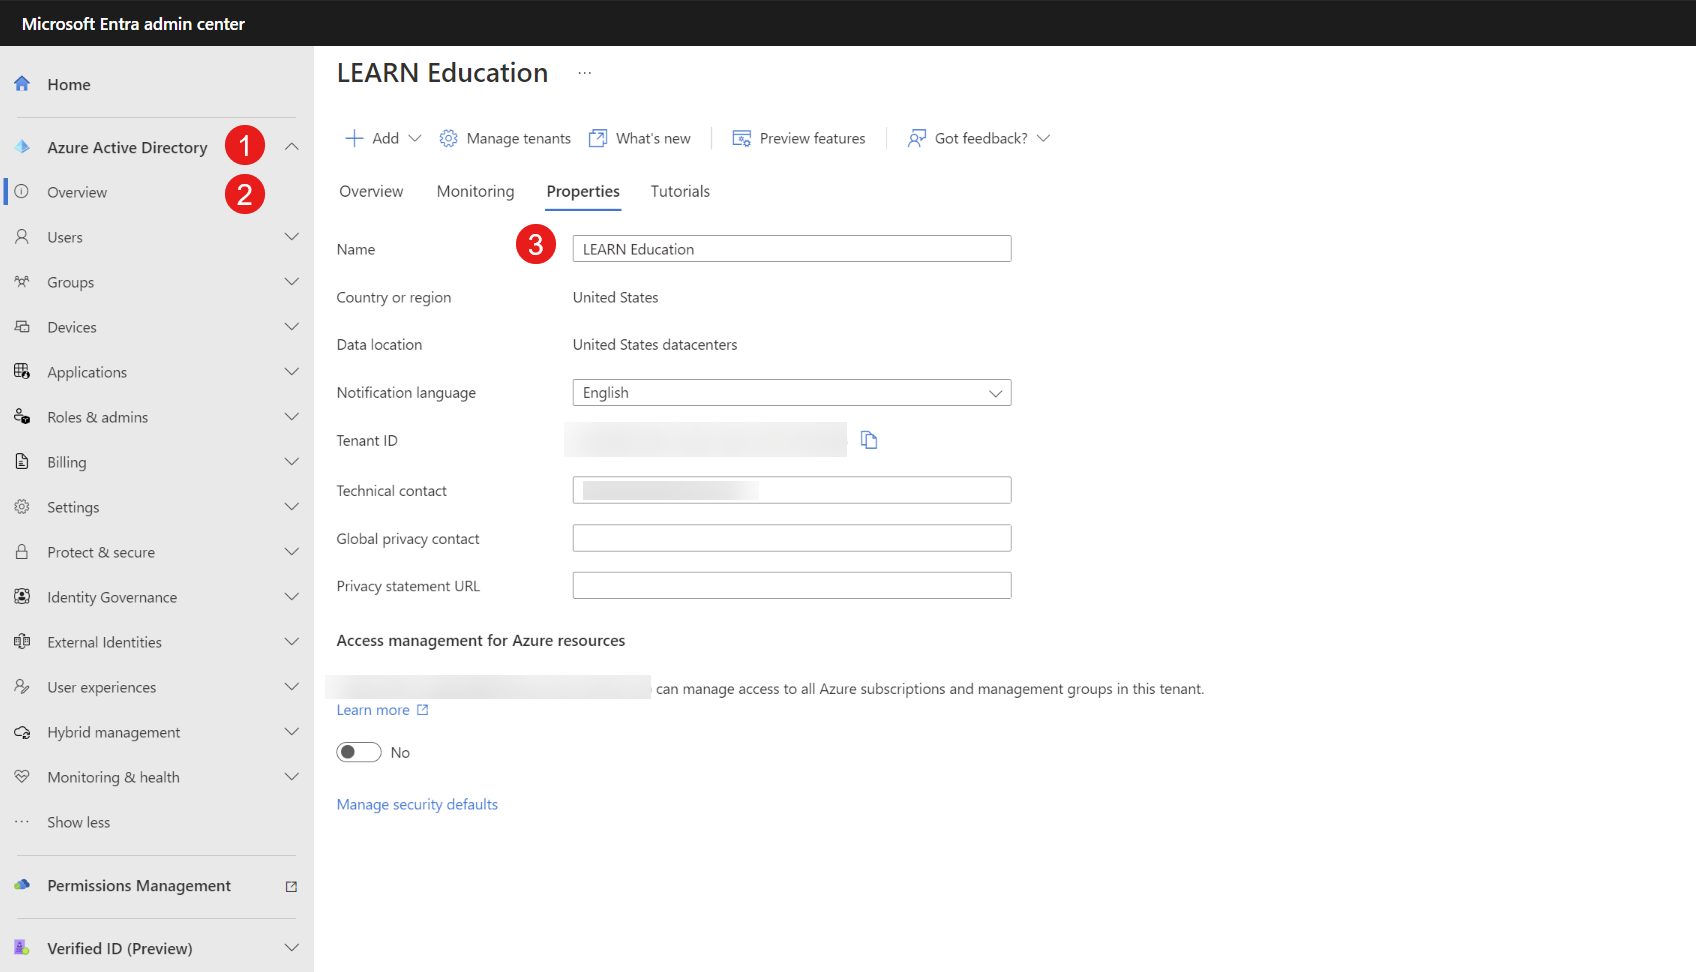 Microsoft Entra admin center
Home
Azure Active Directory
1
Overview
2
Users
Groups
Devices
Applications
Roles & admins
Billing
Settings
Protect & secure
Identity Governance
External Identities
User experiences
Hybrid management
Monitoring & health
Show less
Permissions Management
Verified ID (Preview)
LEARN Education ...
Add
Manage tenants
What's new
Preview features
Got feedback?
Overview Monitoring Properties Tutorials
Name 3 LEARN Education
Country or region United States
Data location United States datacenters
Notification language English
Tenant ID
Technical contact
Global privacy contact
Privacy statement URL
Access management for Azure resources
can manage access to all Azure subscriptions and management groups in this tenant.
Learn more
No
Manage security defaults